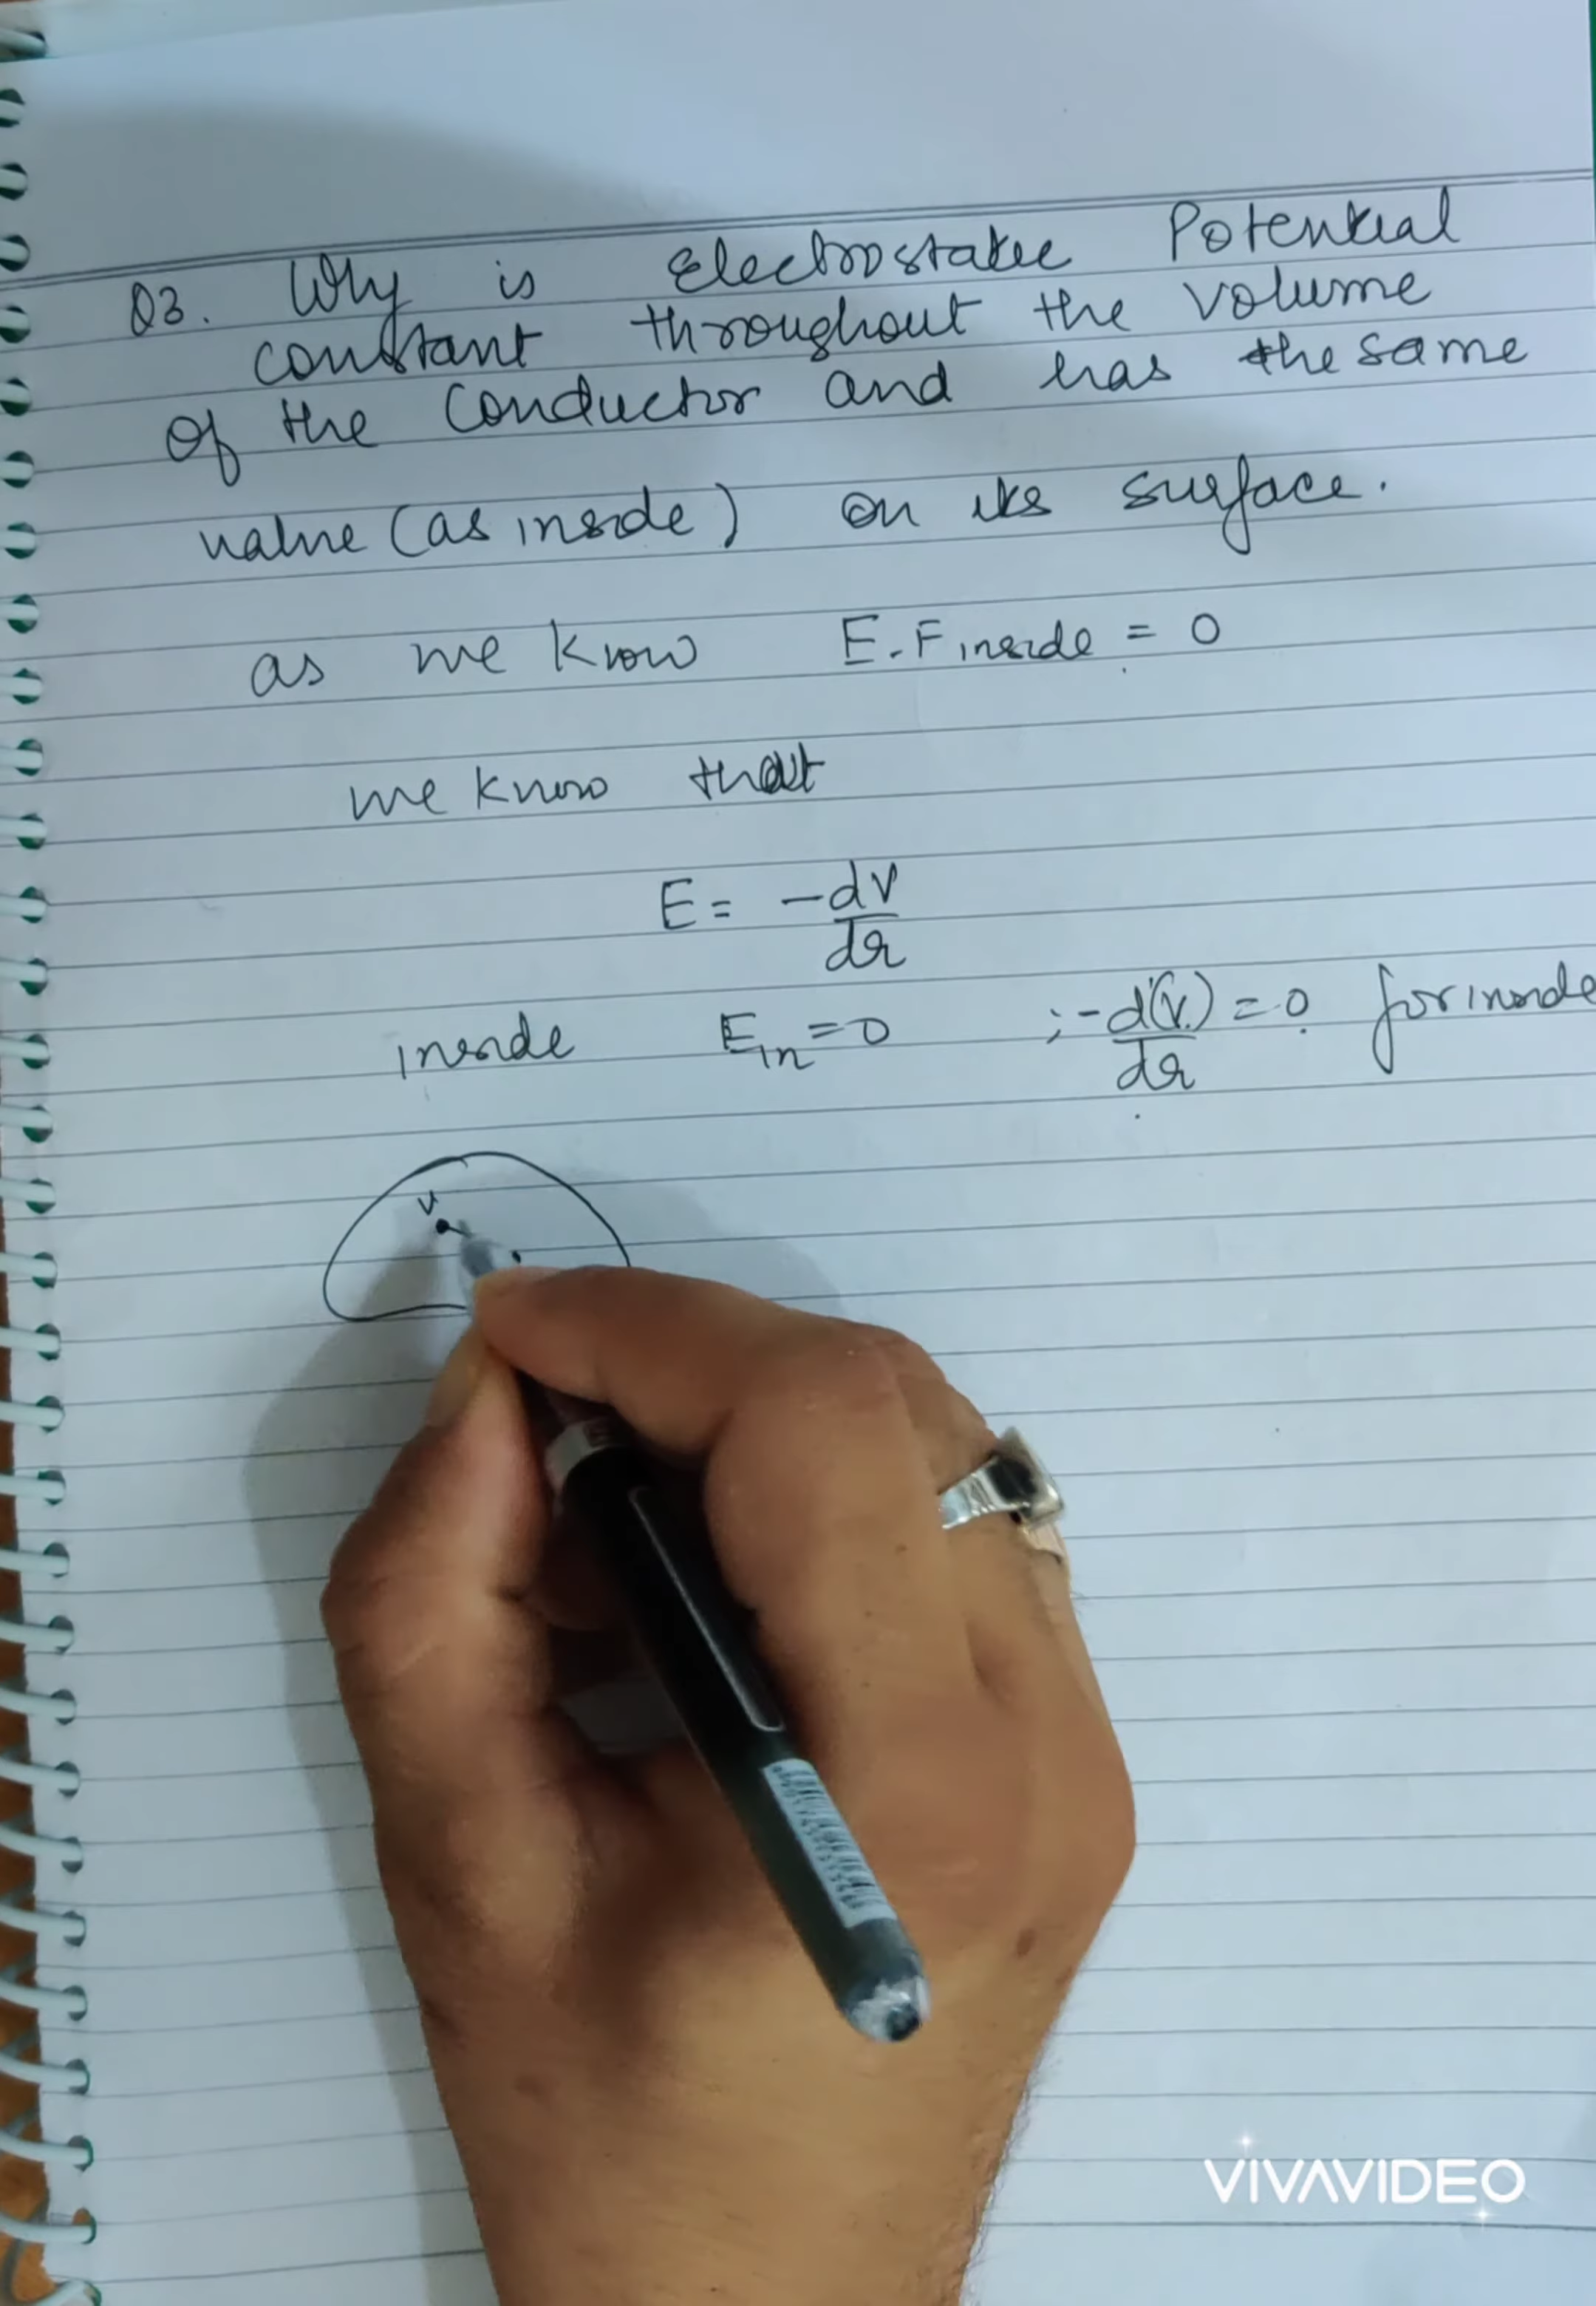 Q3. Why is Electrostatic Potential
constant throughout the volume
of the conductor and has the same
value (as inside) on its surface.
as we know E.F inside = 0
we know that
E = -dV
dr
inside Ein = 0 ; -d(V) = 0 for inside
dr
V
VIVAVIDEO